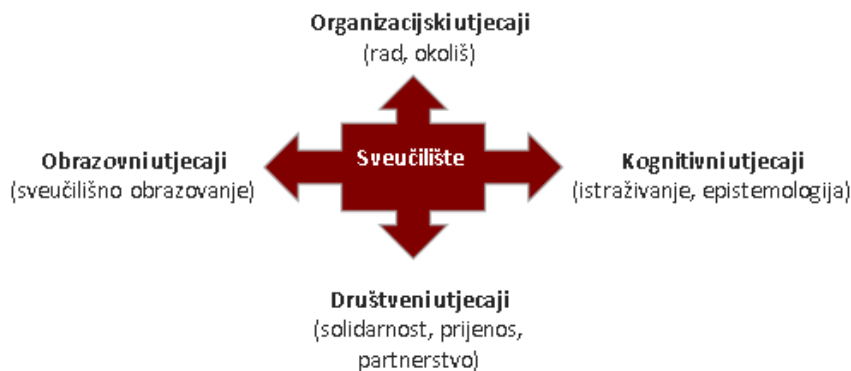 Organizacijski utjecaji
(rad, okoliš)
Obrazovni utjecaji
(sveučilišno obrazovanje)
Sveučilište
Kognitivni utjecaji
(istraživanje, epistemologija)
Društveni utjecaji
(solidarnost, prijenos,
partnerstvo)